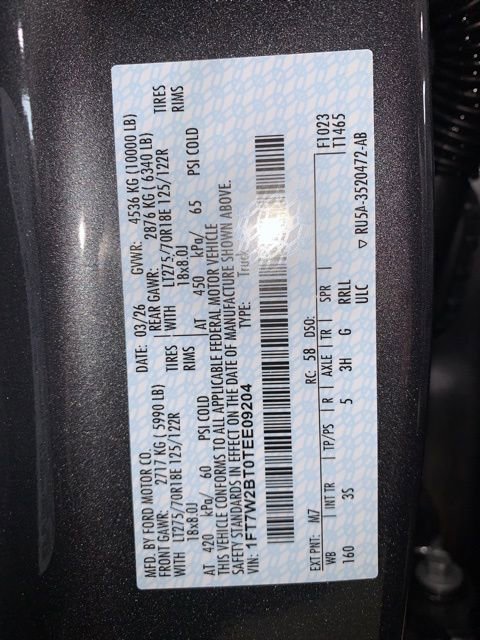 MFD. BY FORD MOTOR CO. DATE: 03/26 GVWR: 4536 KG (10000 LB)
FRONT GAWR: 2717 KG ( 5990 LB) REAR GAWR: 2876 KG ( 6340 LB)
WITH LT275/70R18E 125/122R TIRES WITH LT275/70R18E 125/122R TIRES
18x8.0J RIMS 18x8.0J RIMS
AT 420 kPa/ 60 PSI COLD AT 450 kPa/ 65 PSI COLD
THIS VEHICLE CONFORMS TO ALL APPLICABLE FEDERAL MOTOR VEHICLE
SAFETY STANDARDS IN EFFECT ON THE DATE OF MANUFACTURE SHOWN ABOVE.
VIN: 1FT7W2BT0TEE09204 TYPE: Truck
EXT PNT: M7 RC: 58 DSO: F1023
WB | INT TR | TP/PS | R | AXLE | TR | SPR T1465
160 3S 5 3H G RRLL
ULC ▽ RU5A-3520472-AB